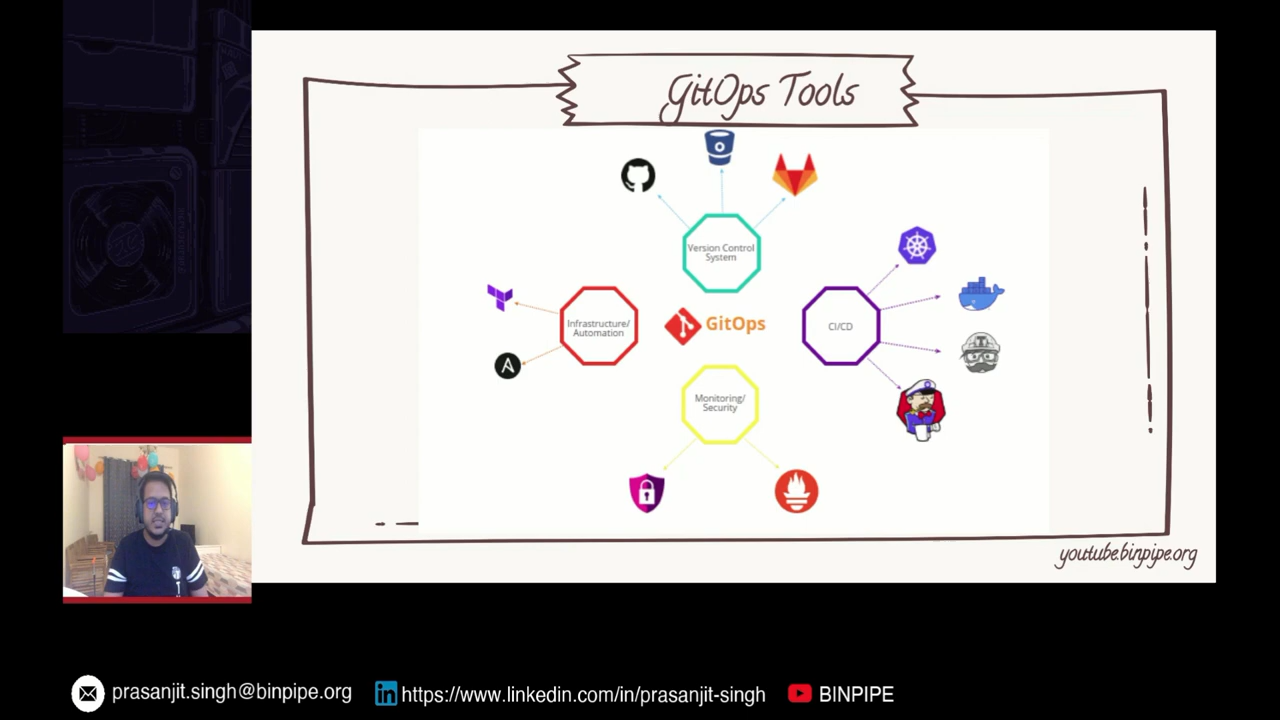 GitOps Tools
Version Control
System
Infrastructure/
Automation
GitOps
CI/CD
Monitoring/
Security
youtube.binpipe.org
prasanjit.singh@binpipe.org
https://www.linkedin.com/in/prasanjit-singh
BINPIPE